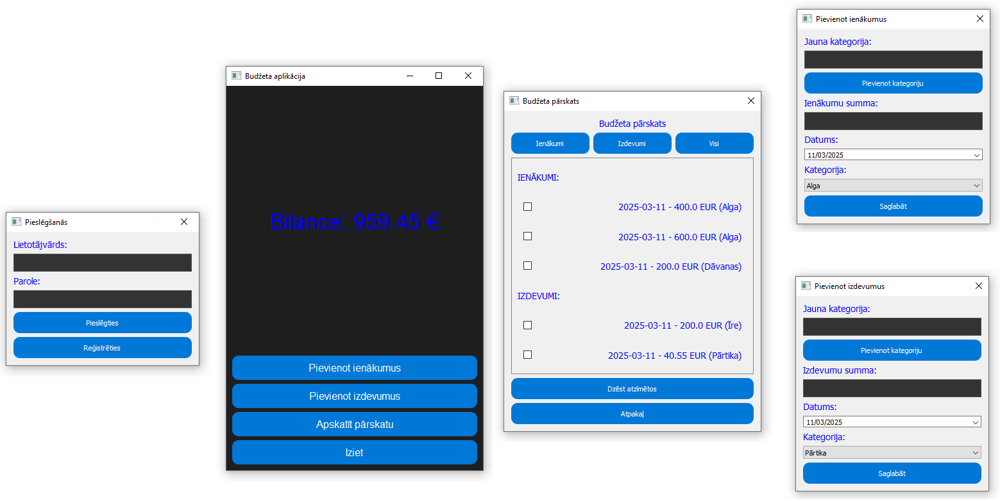 Pieslēgšanās
Lietotājvārds:
Parole:
Pieslēgties
Reģistrēties
Budžeta aplikācija
Bilance: 959.45 €
Pievienot ienākumus
Pievienot izdevumus
Apskatīt pārskatu
Iziet
Budžeta pārskats
Budžeta pārskats
Ienākumi Izdevumi Visi
IENĀKUMI:
2025-03-11 - 400.0 EUR (Alga)
2025-03-11 - 600.0 EUR (Alga)
2025-03-11 - 200.0 EUR (Dāvanas)
IZDEVUMI:
2025-03-11 - 200.0 EUR (Īre)
2025-03-11 - 40.55 EUR (Pārtika)
Dzēst atzīmētos
Atpakaļ
Pievienot ienākumus
Jauna kategorija:
Pievienot kategoriju
Ienākumu summa:
Datums:
11/03/2025
Kategorija:
Alga
Saglabāt
Pievienot izdevumus
Jauna kategorija:
Pievienot kategoriju
Izdevumu summa:
Datums:
11/03/2025
Kategorija:
Pārtika
Saglabāt